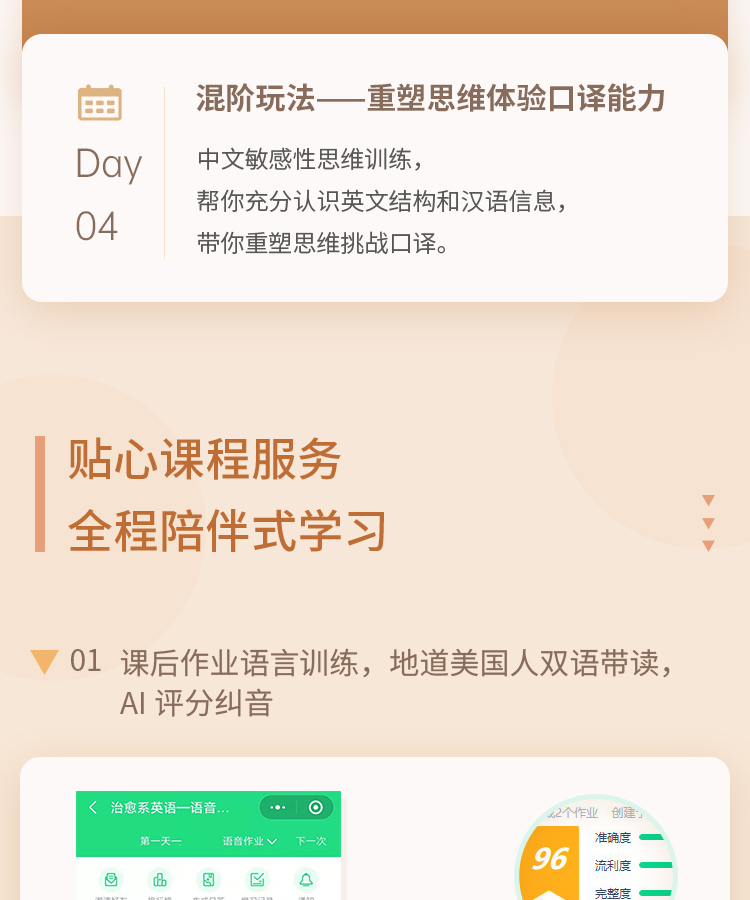 混阶玩法——重塑思维体验口译能力
Day
04
中文敏感性思维训练，
帮你充分认识英文结构和汉语信息，
带你重塑思维挑战口译。
贴心课程服务
全程陪伴式学习
01 课后作业语言训练，地道美国人双语带读，
AI 评分纠音
治愈系英语—语音...
第一天一 语音作业 下一次
2个作业 创建
准确度
96
流利度
完整度